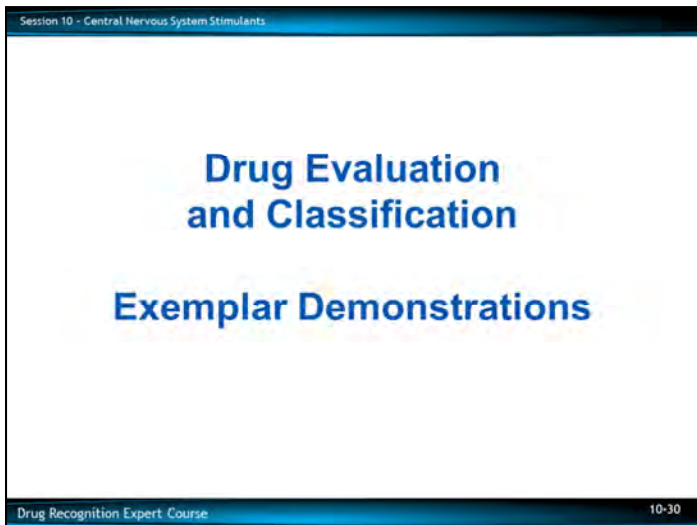 Session 10 - Central Nervous System Stimulants
Drug Evaluation
and Classification
Exemplar Demonstrations
Drug Recognition Expert Course
10-30